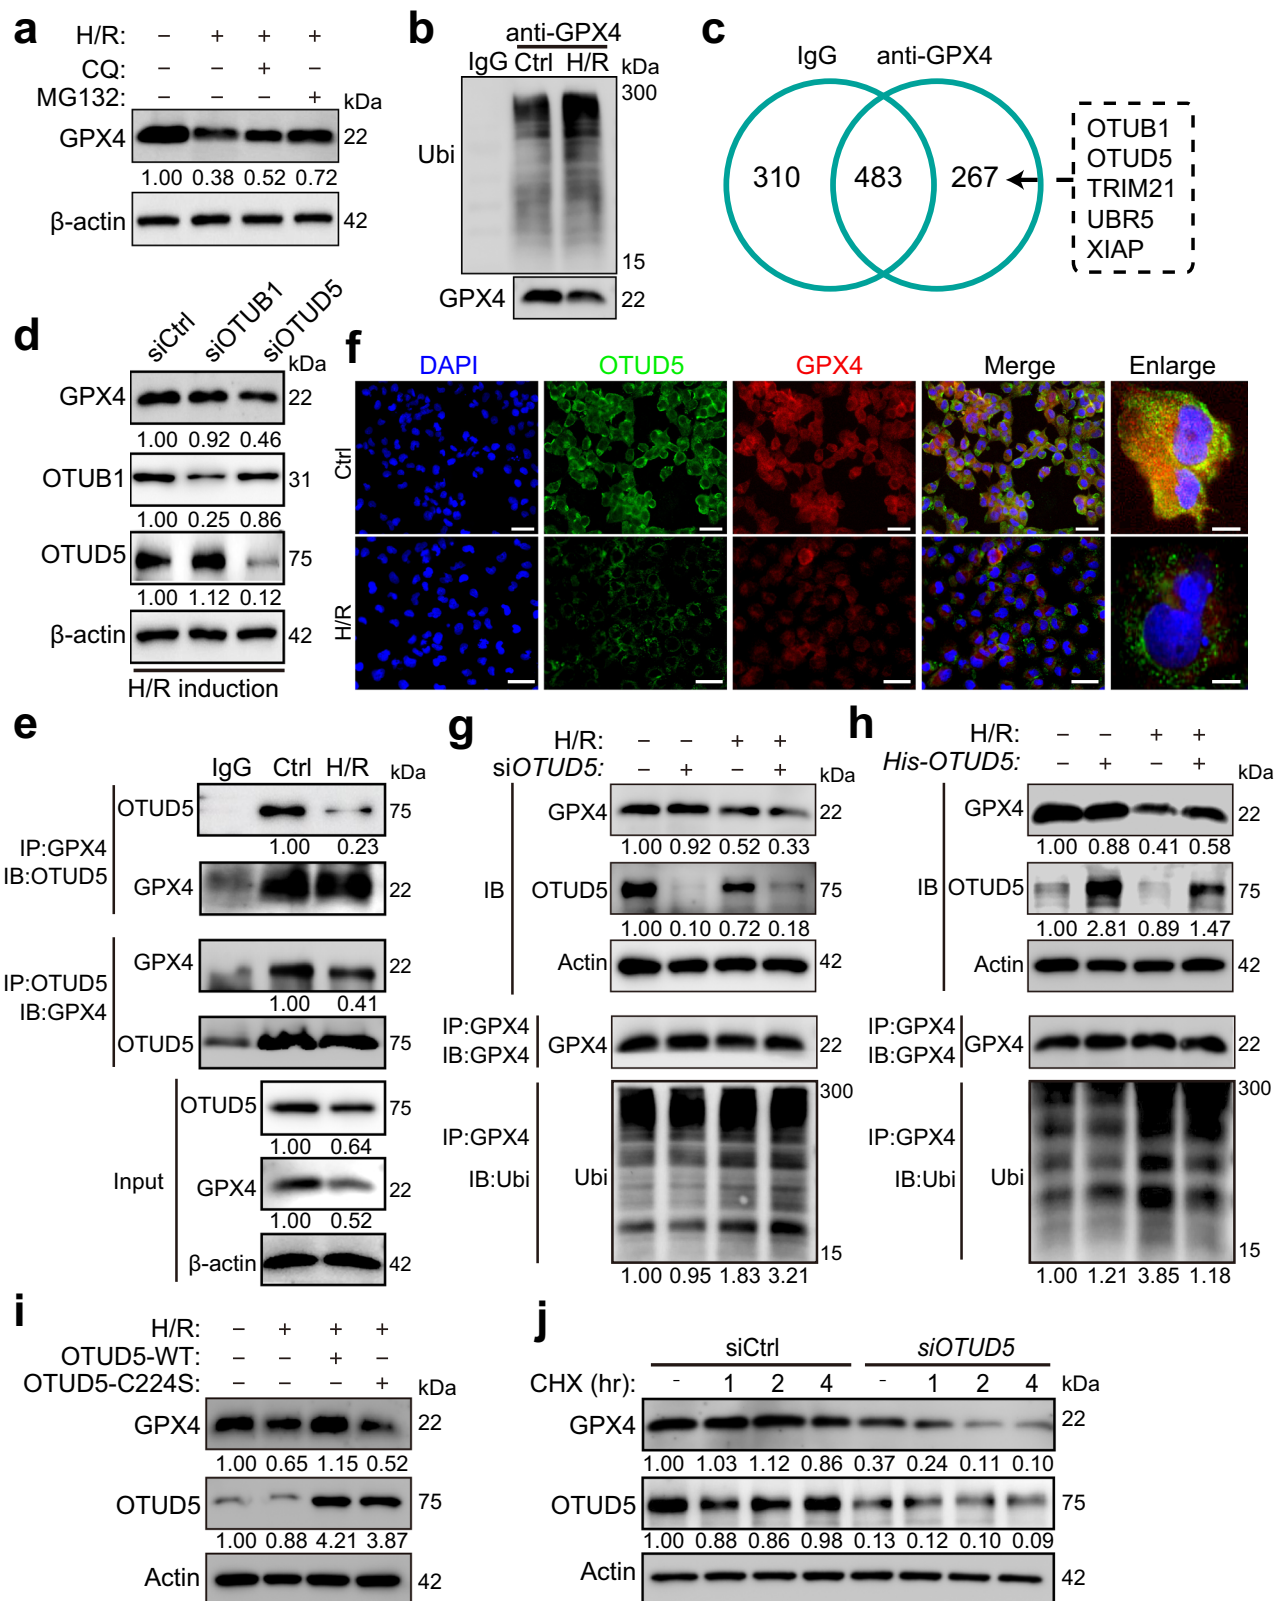 a
H/R: – + + +
CQ: – – + –
MG132: – – – + kDa
GPX4 22
1.00 0.38 0.52 0.72
β-actin 42
b
anti-GPX4
IgG Ctrl H/R kDa
300
Ubi
15
GPX4 22
c
IgG anti-GPX4
310 483 267
OTUB1
OTUD5
TRIM21
UBR5
XIAP
d
siCtrl siOTUB1 siOTUD5
kDa
GPX4 22
1.00 0.92 0.46
OTUB1 31
1.00 0.25 0.86
OTUD5 75
1.00 1.12 0.12
β-actin 42
H/R induction
f
DAPI OTUD5 GPX4 Merge Enlarge
Ctrl
H/R
e
IgG Ctrl H/R kDa
IP:GPX4
IB:OTUD5
OTUD5 75
1.00 0.23
GPX4 22
IP:OTUD5
IB:GPX4
GPX4 22
1.00 0.41
OTUD5 75
Input
OTUD5 75
1.00 0.64
GPX4 22
1.00 0.52
β-actin 42
g
H/R: – – + +
siOTUD5: – + – + kDa
IB
GPX4 22
1.00 0.92 0.52 0.33
OTUD5 75
1.00 0.10 0.72 0.18
Actin 42
IP:GPX4
IB:GPX4
GPX4 22
IP:GPX4
IB:Ubi
Ubi
300
15
1.00 0.95 1.83 3.21
h
H/R: – – + +
His-OTUD5: – + – + kDa
IB
GPX4 22
1.00 0.88 0.41 0.58
OTUD5 75
1.00 2.81 0.89 1.47
Actin 42
IP:GPX4
IB:GPX4
GPX4 22
IP:GPX4
IB:Ubi
Ubi
300
15
1.00 1.21 3.85 1.18
i
H/R: – + + +
OTUD5-WT: – – + –
OTUD5-C224S: – – – + kDa
GPX4 22
1.00 0.65 1.15 0.52
OTUD5 75
1.00 0.88 4.21 3.87
Actin 42
j
siCtrl siOTUD5
CHX (hr): - 1 2 4 - 1 2 4 kDa
GPX4 22
1.00 1.03 1.12 0.86 0.37 0.24 0.11 0.10
OTUD5 75
1.00 0.88 0.86 0.98 0.13 0.12 0.10 0.09
Actin 42